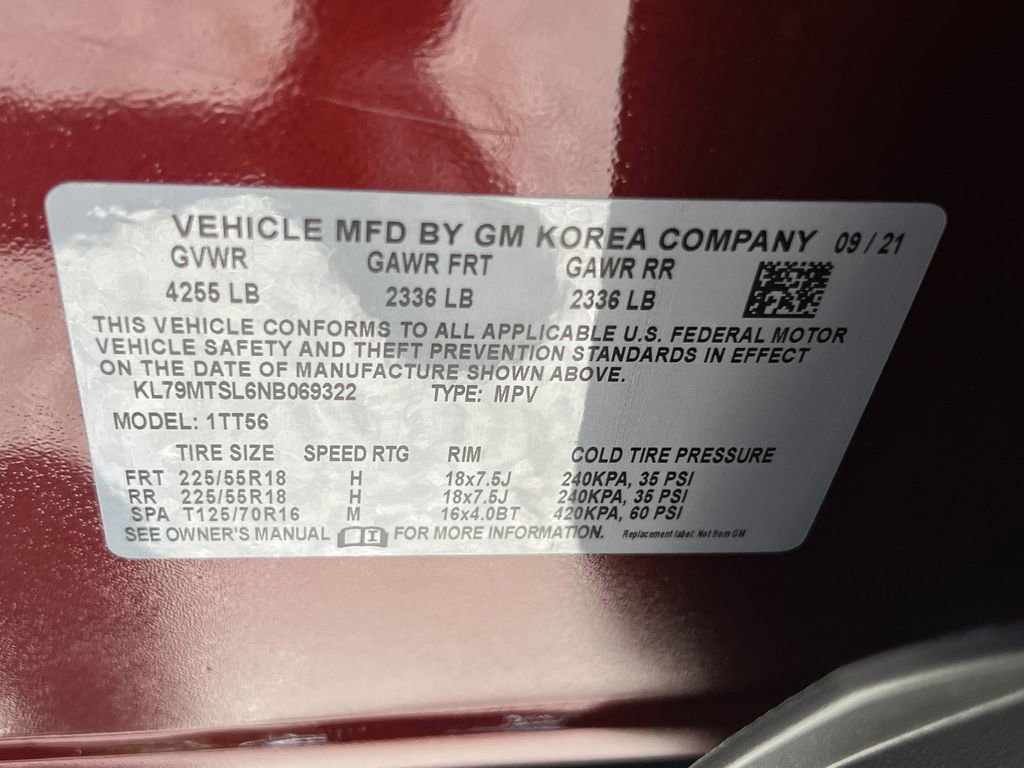 VEHICLE MFD BY GM KOREA COMPANY 09 / 21
GVWR GAWR FRT GAWR RR
4255 LB 2336 LB 2336 LB
THIS VEHICLE CONFORMS TO ALL APPLICABLE U.S. FEDERAL MOTOR
VEHICLE SAFETY AND THEFT PREVENTION STANDARDS IN EFFECT
ON THE DATE OF MANUFACTURE SHOWN ABOVE.
KL79MTSL6NB069322 TYPE: MPV
MODEL: 1TT56
TIRE SIZE SPEED RTG RIM COLD TIRE PRESSURE
FRT 225/55R18 H 18x7.5J 240KPA, 35 PSI
RR 225/55R18 H 18x7.5J 240KPA, 35 PSI
SPA T125/70R16 M 16x4.0BT 420KPA, 60 PSI
SEE OWNER'S MANUAL FOR MORE INFORMATION. Replacement label: Not from GM